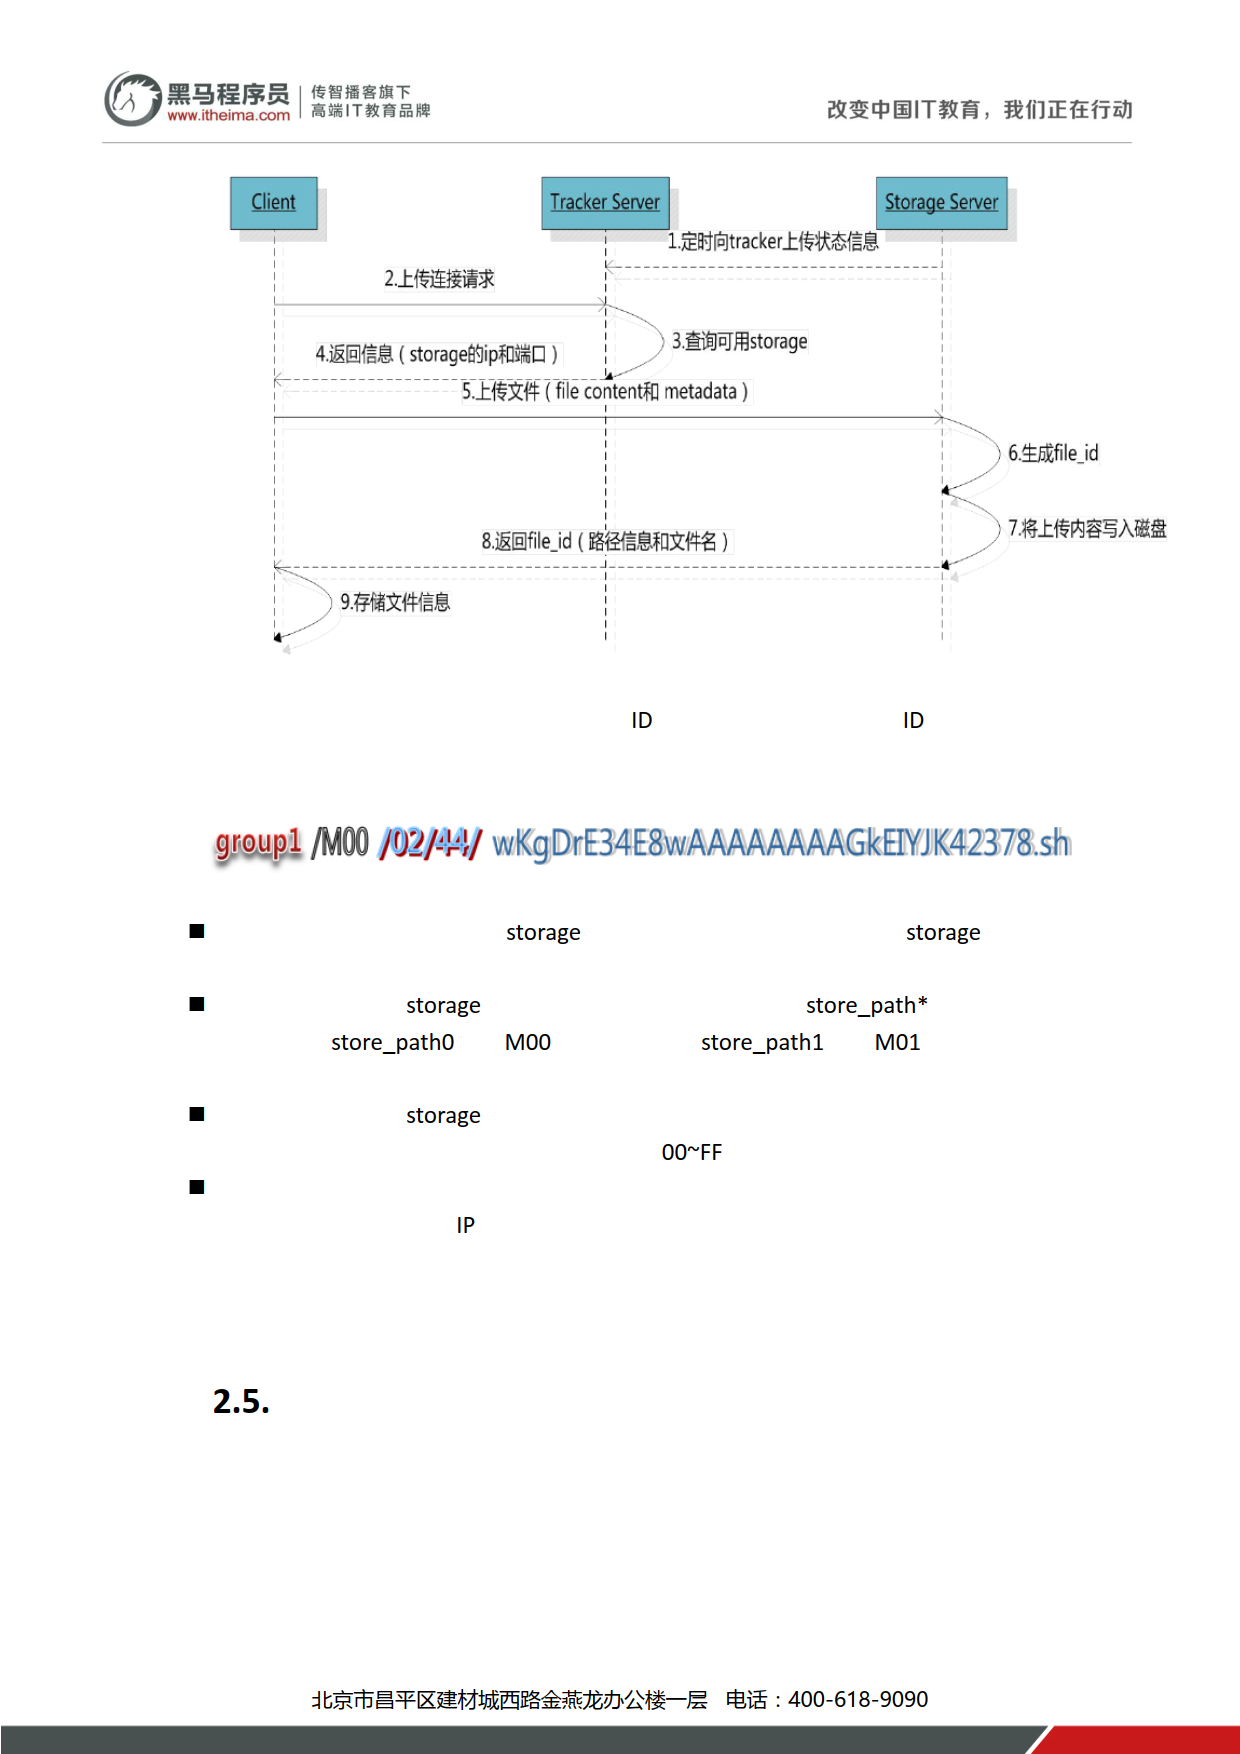 黑马程序员
www.itheima.com
传智播客旗下
高端IT教育品牌
改变中国IT教育，我们正在行动
Client
Tracker Server
Storage Server
1.定时向tracker上传状态信息
2.上传连接请求
3.查询可用storage
4.返回信息（storage的ip和端口）
5.上传文件（file content和 metadata）
6.生成file_id
7.将上传内容写入磁盘
8.返回file_id（路径信息和文件名）
9.存储文件信息
ID ID
group1 /M00 /02/44/ wKgDrE34E8wAAAAAAAAGkEIYJK42378.sh
storage storage
storage store_path*
store_path0 M00 store_path1 M01
storage
00~FF
IP
2.5.
北京市昌平区建材城西路金燕龙办公楼一层 电话：400-618-9090